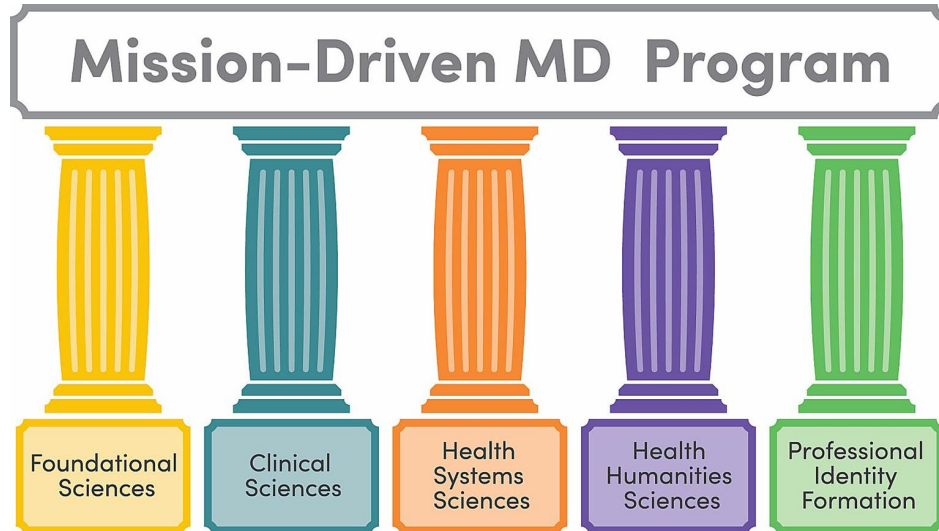 Mission-Driven MD Program
Foundational
Sciences
Clinical
Sciences
Health
Systems
Sciences
Health
Humanities
Sciences
Professional
Identity
Formation